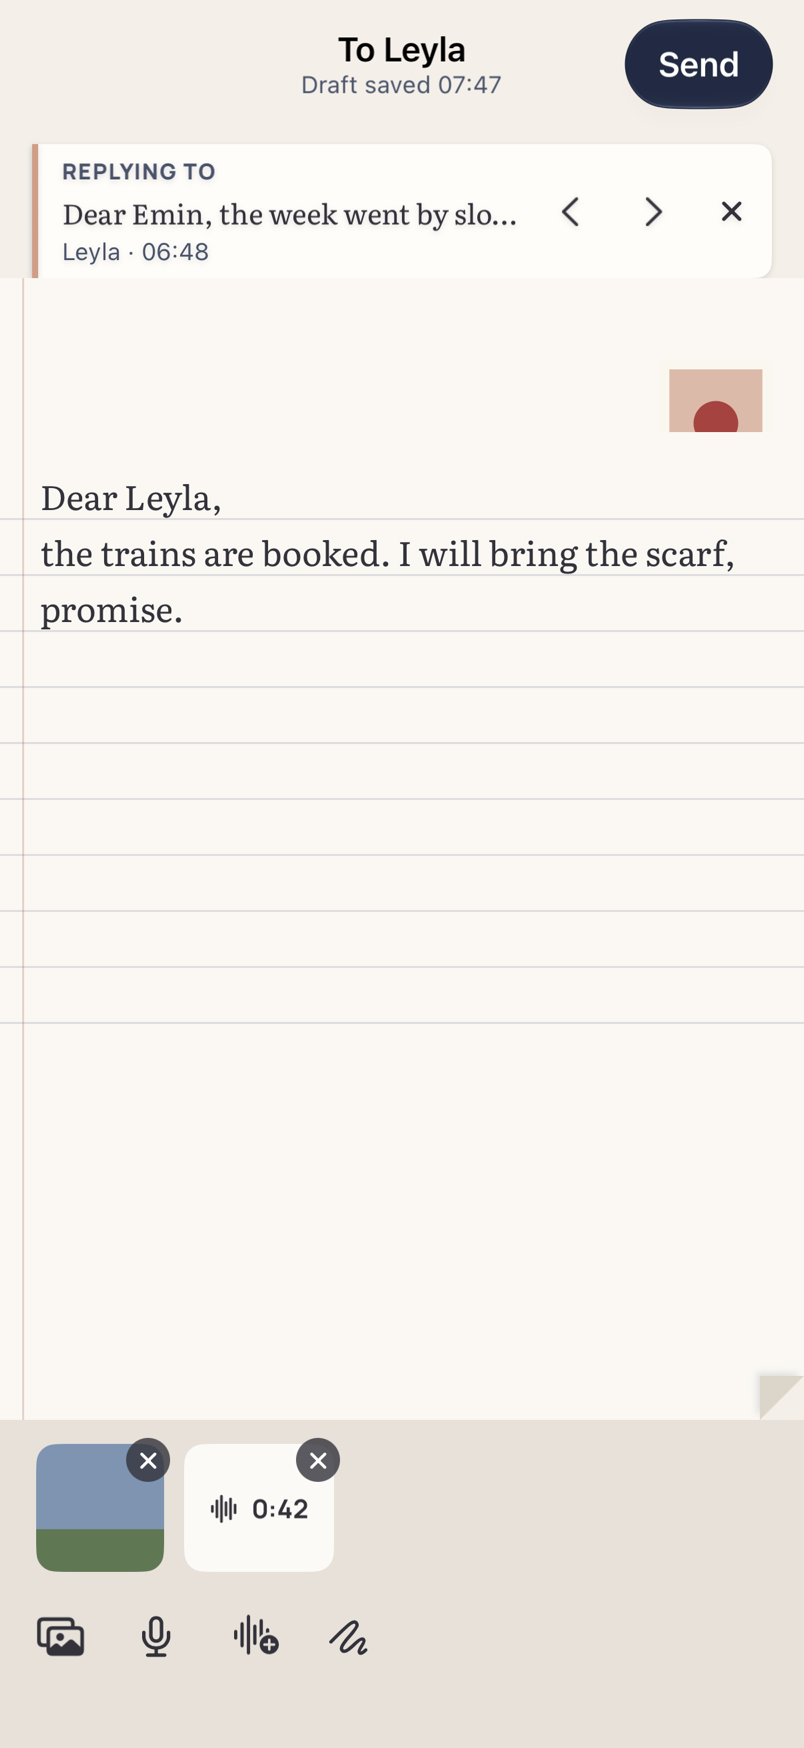 To Leyla
Draft saved 07:47
Send
REPLYING TO
Dear Emin, the week went by slo...
Leyla · 06:48
Dear Leyla,
the trains are booked. I will bring the scarf,
promise.
0:42